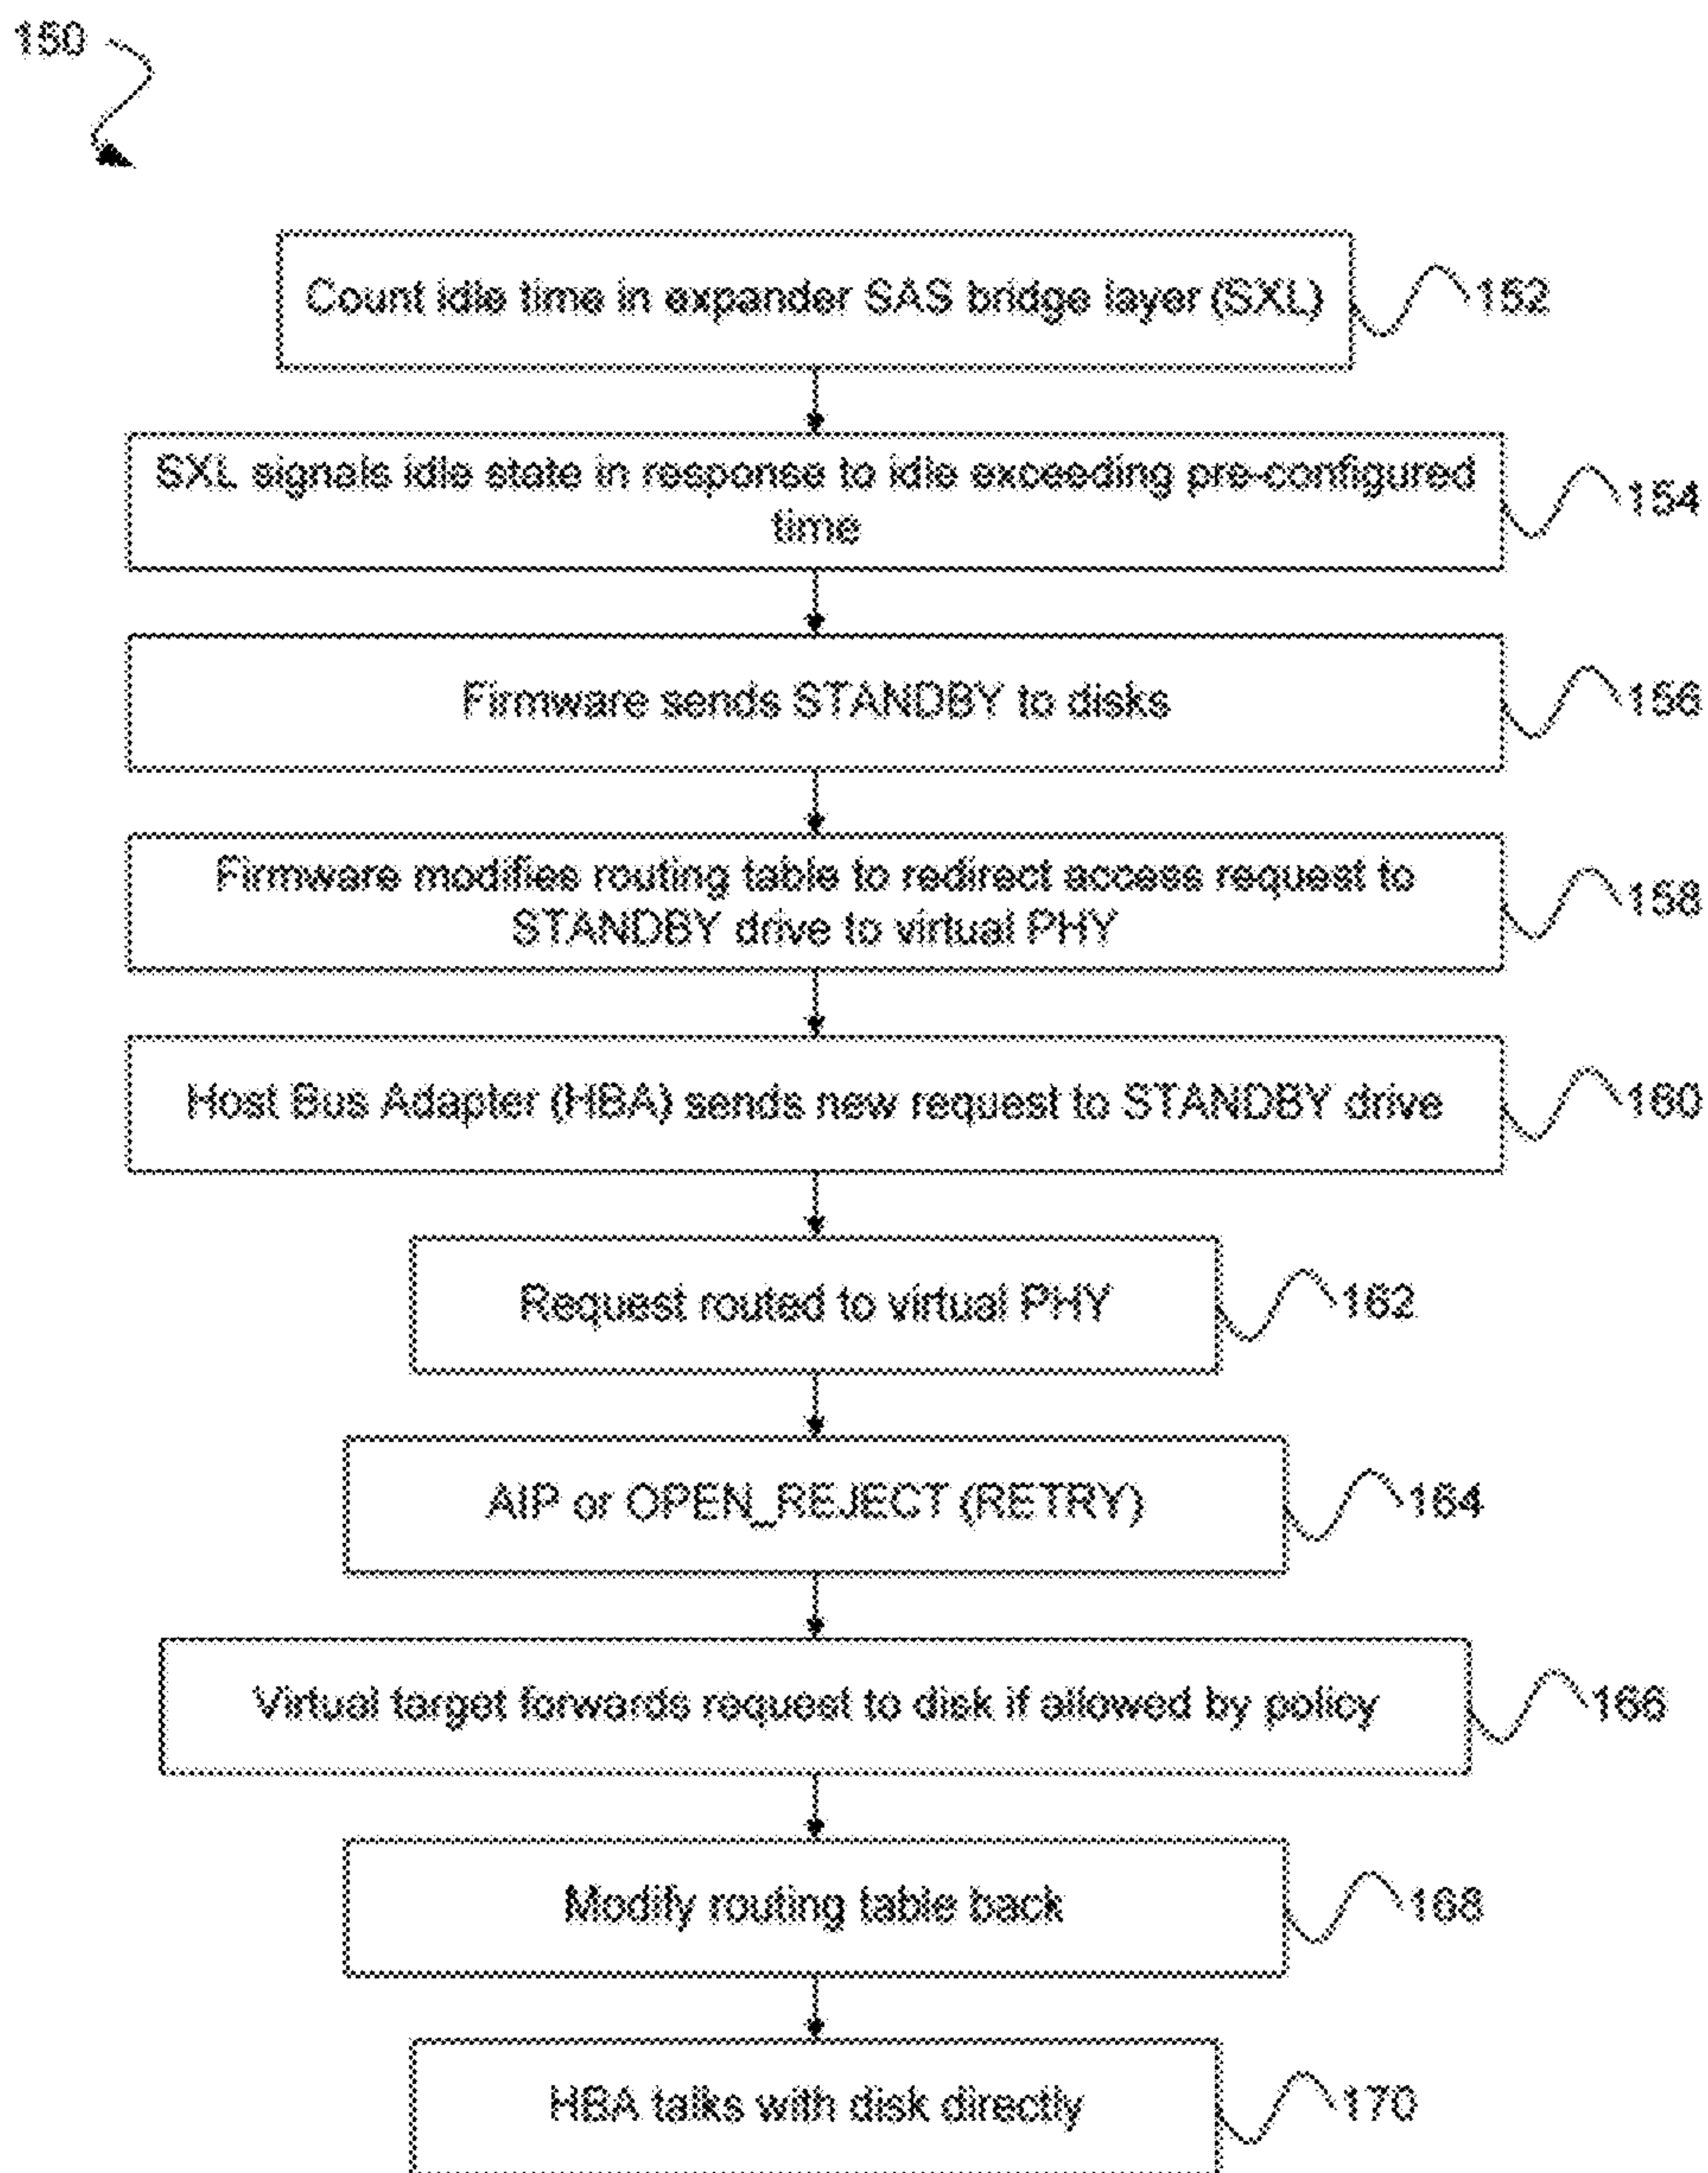 150
Count idle time in expander SAS bridge layer (SXL)
152
SXL signals idle state in response to idle exceeding pre-configured
time
154
Firmware sends STANDBY to disks
156
Firmware modifies routing table to redirect access request to
STANDBY drive to virtual PHY
158
Host Bus Adapter (HBA) sends new request to STANDBY drive
160
Request routed to virtual PHY
162
AIP or OPEN_REJECT (RETRY)
164
Virtual target forwards request to disk if allowed by policy
166
Modify routing table back
168
HBA talks with disk directly
170